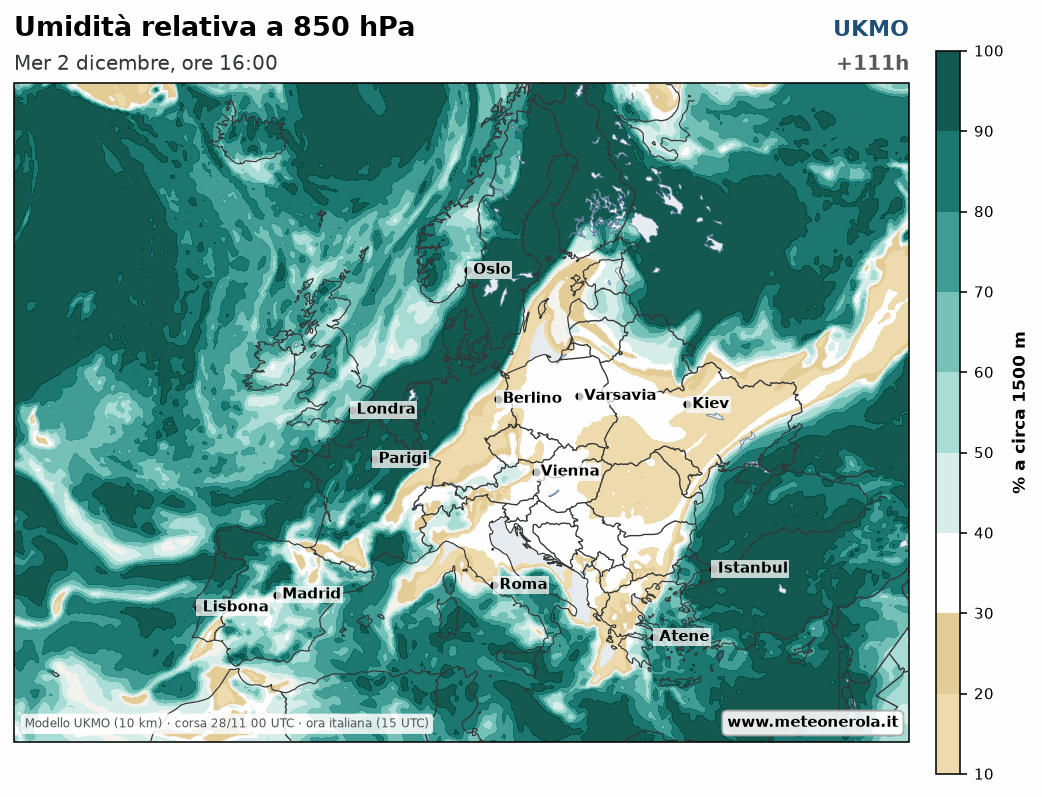 Umidità relativa a 850 hPa
UKMO
Mer 2 dicembre, ore 16:00
+111h
100
90
80
70
60
50
40
30
20
10
% a circa 1500 m
Oslo
Londra
Berlino
Varsavia
Kiev
Parigi
Vienna
Istanbul
Roma
Madrid
Lisbona
Atene
Modello UKMO (10 km) · corsa 28/11 00 UTC · ora italiana (15 UTC)
www.meteonerola.it